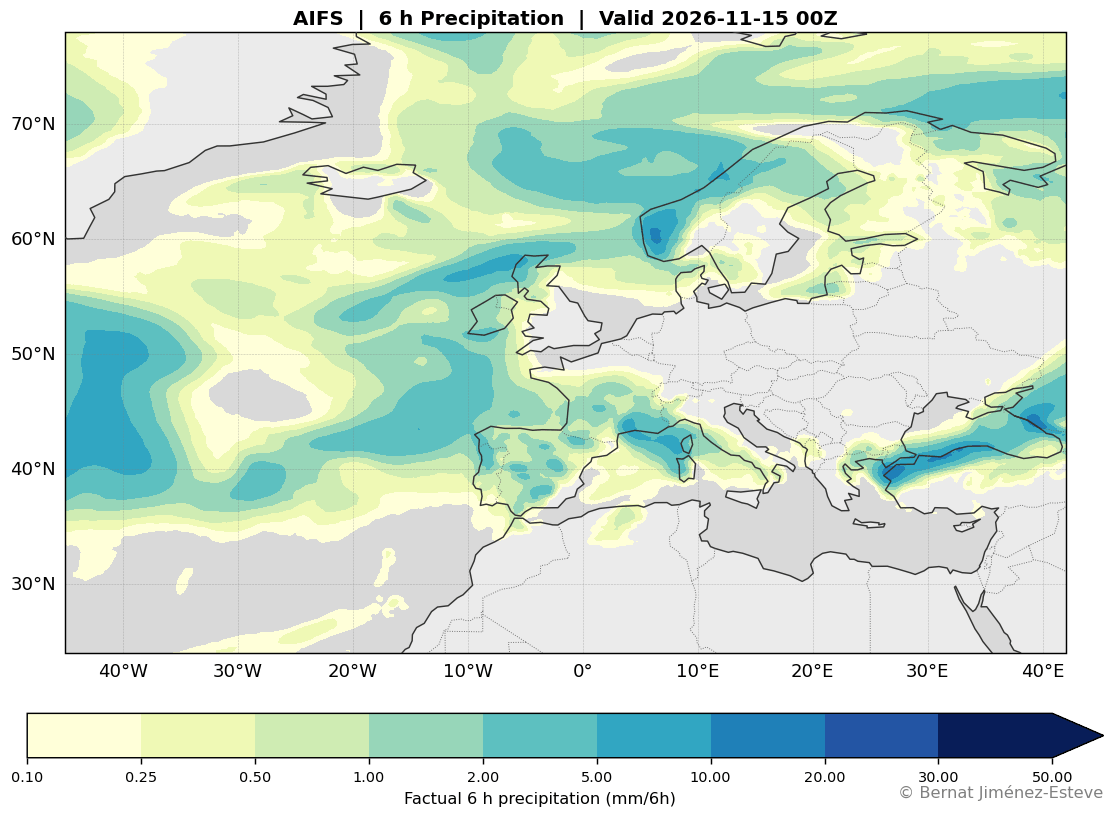 AIFS | 6 h Precipitation | Valid 2026-11-15 00Z
70°N
60°N
50°N
40°N
30°N
40°W 30°W 20°W 10°W 0° 10°E 20°E 30°E 40°E
0.10 0.25 0.50 1.00 2.00 5.00 10.00 20.00 30.00 50.00
Factual 6 h precipitation (mm/6h)
© Bernat Jiménez-Esteve